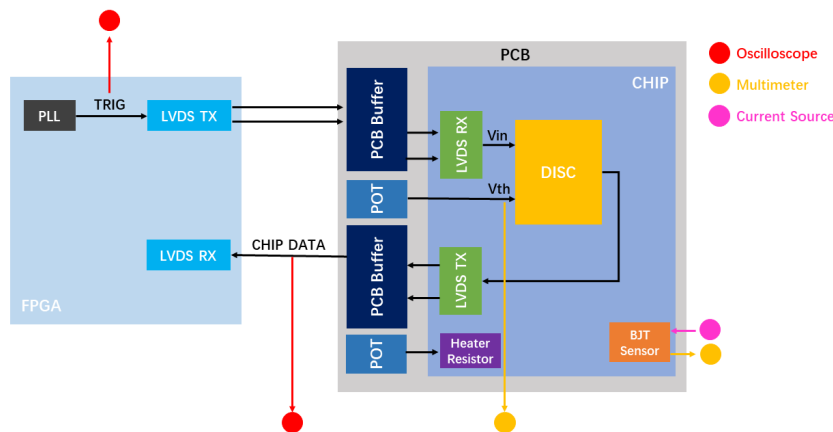 PCB
Oscilloscope
Multimeter
Current Source
CHIP
TRIG
PLL
LVDS TX
PCB Buffer
LVDS RX
Vin
DISC
POT
Vth
LVDS RX
CHIP DATA
PCB Buffer
LVDS TX
FPGA
POT
Heater
Resistor
BJT
Sensor